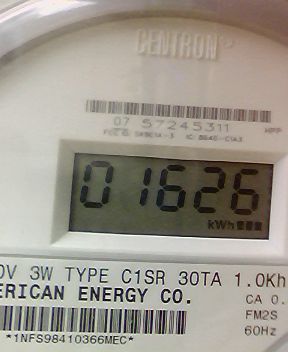 CENTRON
07 57245311
01626
kWh
0V 3W TYPE C1SR 30TA 1.0Kh
ERICAN ENERGY CO.
CA 0.
FM2S
60Hz
*1NFS98410366MEC*